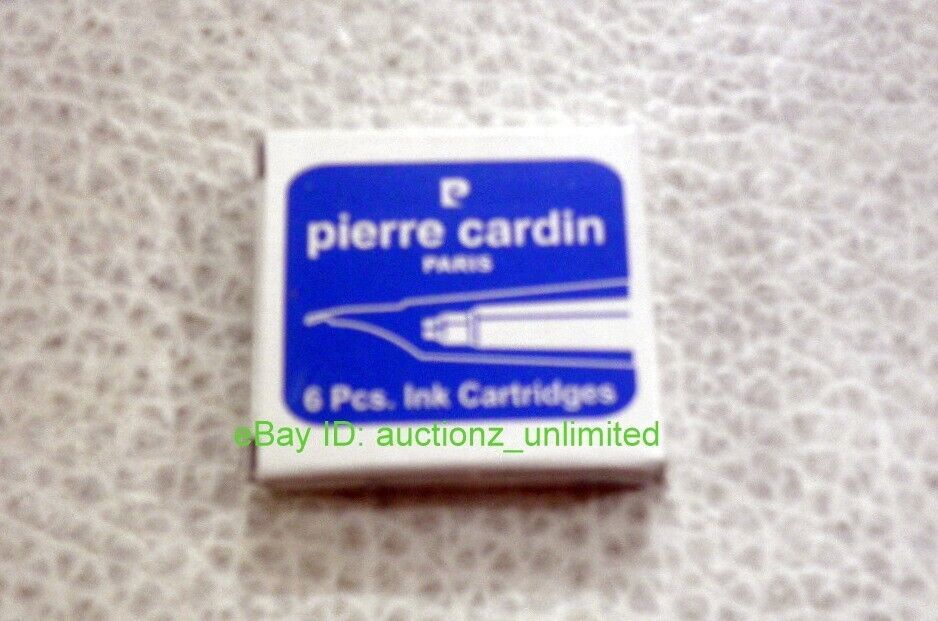 pierre cardin
PARIS
6 Pcs. Ink Cartridges
eBay ID: auctionz_unlimited